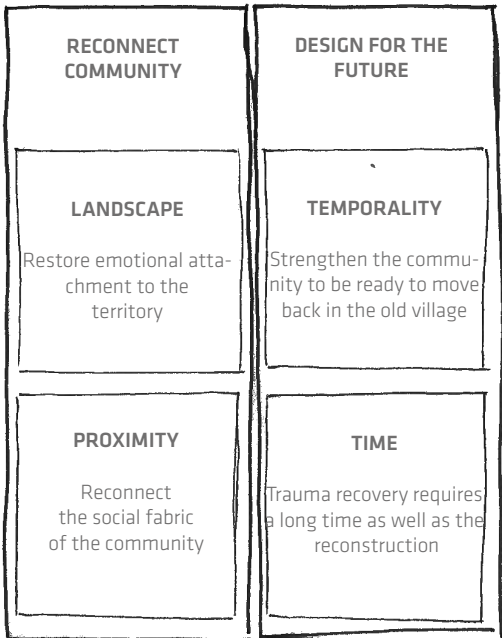 RECONNECT
COMMUNITY
LANDSCAPE
Restore emotional atta-
chment to the
territory
PROXIMITY
Reconnect
the social fabric
of the community
DESIGN FOR THE
FUTURE
TEMPORALITY
Strengthen the commu-
nity to be ready to move
back in the old village
TIME
Trauma recovery requires
a long time as well as the
reconstruction